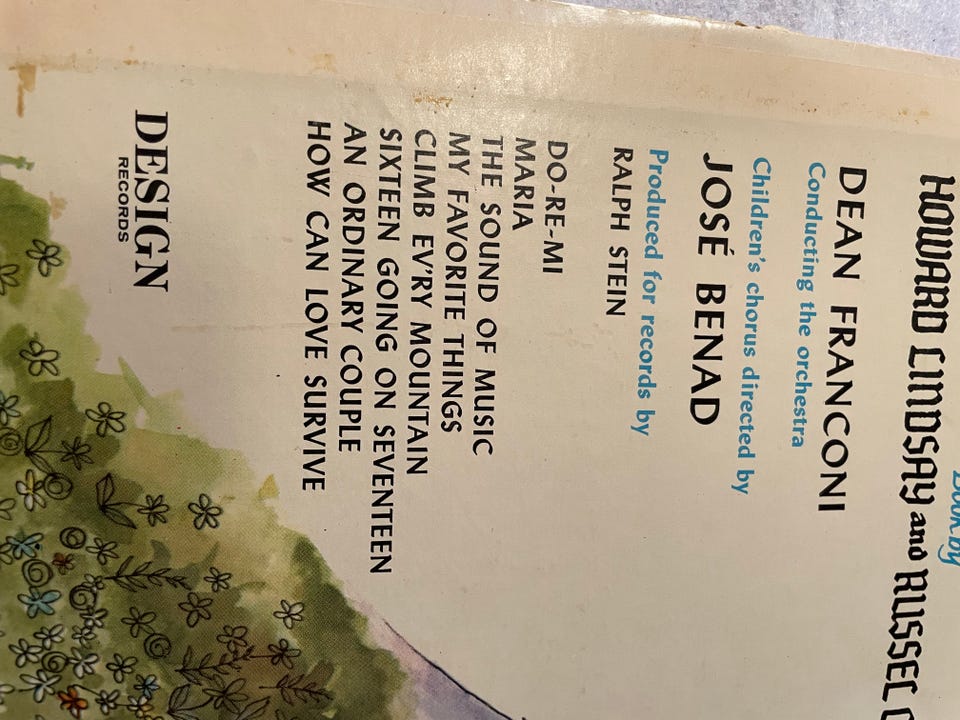 Book by
HOWARD LINDSAY and RUSSEL
DEAN FRANCONI
Conducting the orchestra
JOSÉ BENAD
Children's chorus directed by
Produced for records by
RALPH STEIN
DO-RE-MI
MARIA
THE SOUND OF MUSIC
MY FAVORITE THINGS
CLIMB EV'RY MOUNTAIN
SIXTEEN GOING ON SEVENTEEN
AN ORDINARY COUPLE
HOW CAN LOVE SURVIVE
DESIGN
RECORDS